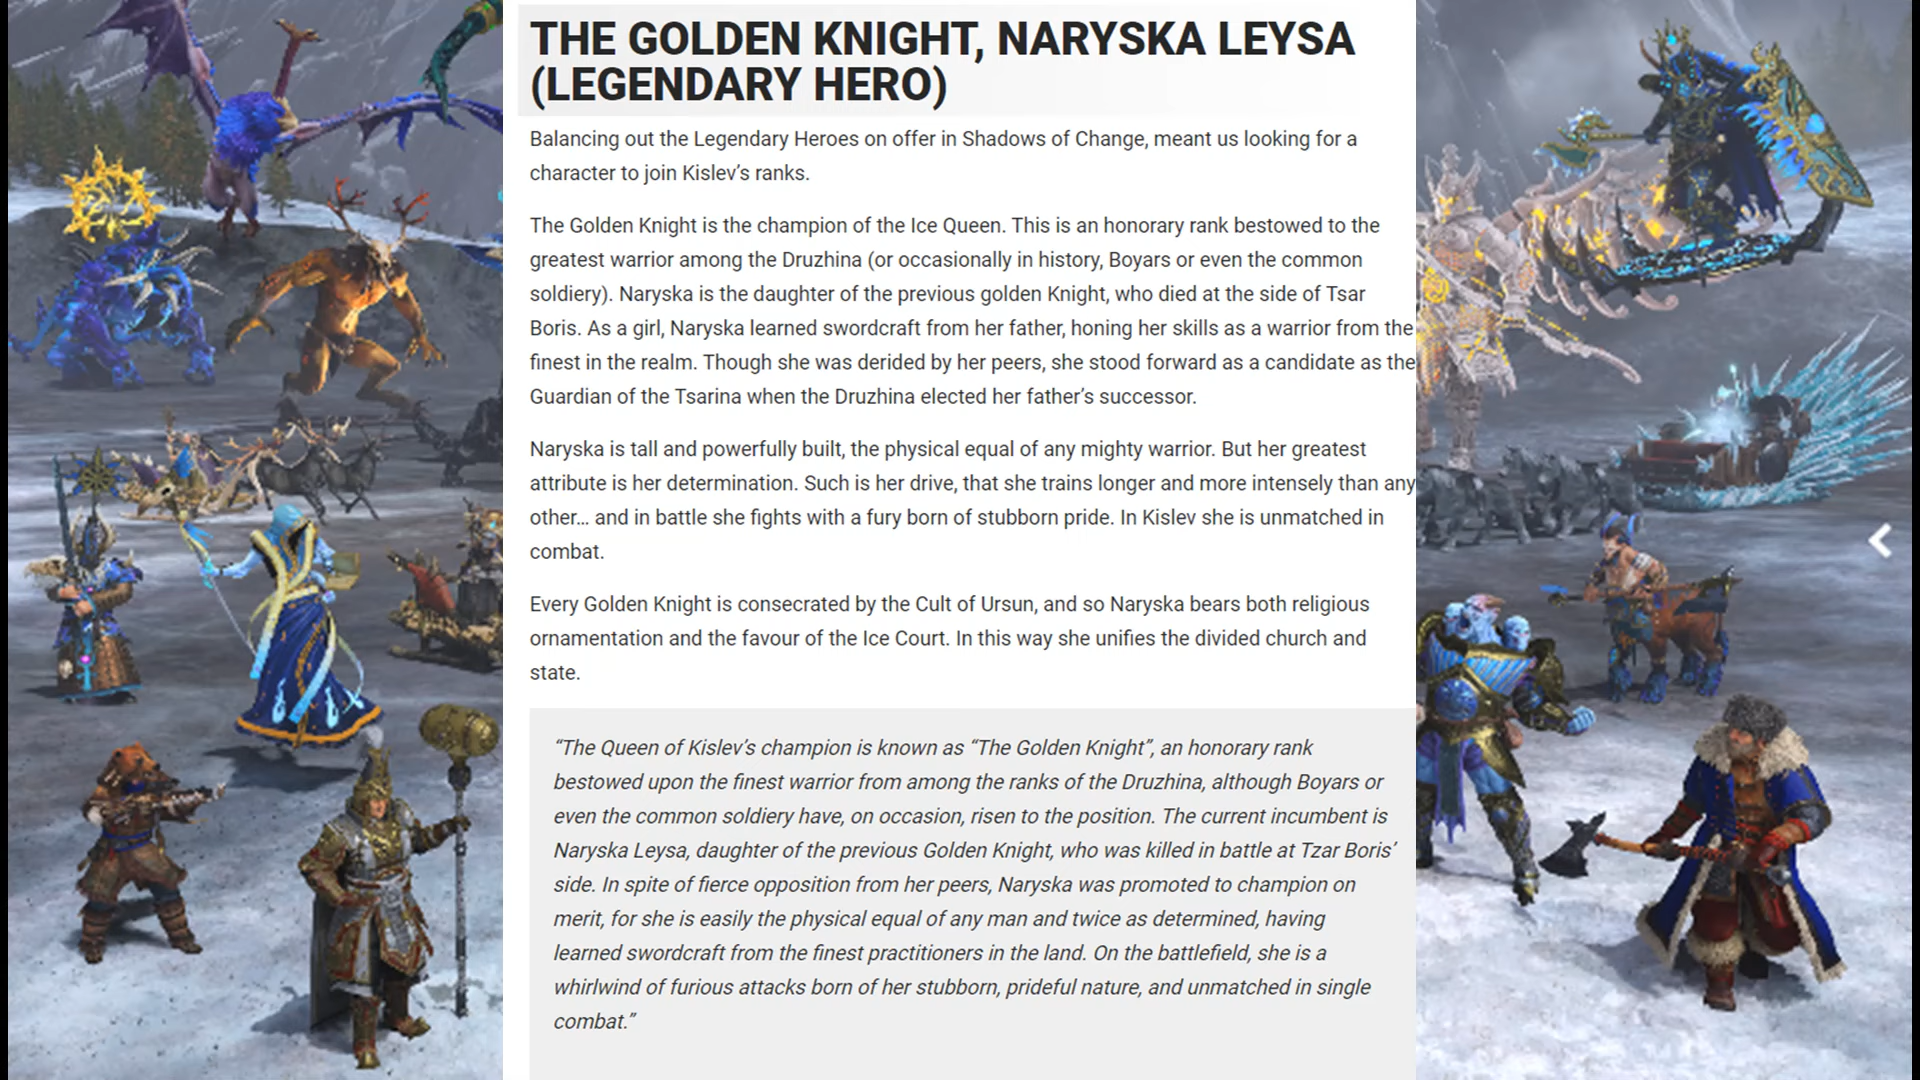 THE GOLDEN KNIGHT, NARYSKA LEYSA
(LEGENDARY HERO)
Balancing out the Legendary Heroes on offer in Shadows of Change, meant us looking for a
character to join Kislev’s ranks.
The Golden Knight is the champion of the Ice Queen. This is an honorary rank bestowed to the
greatest warrior among the Druzhina (or occasionally in history, Boyars or even the common
soldiery). Naryska is the daughter of the previous golden Knight, who died at the side of Tsar
Boris. As a girl, Naryska learned swordcraft from her father, honing her skills as a warrior from the
finest in the realm. Though she was derided by her peers, she stood forward as a candidate as the
Guardian of the Tsarina when the Druzhina elected her father’s successor.
Naryska is tall and powerfully built, the physical equal of any mighty warrior. But her greatest
attribute is her determination. Such is her drive, that she trains longer and more intensely than any
other… and in battle she fights with a fury born of stubborn pride. In Kislev she is unmatched in
combat.
Every Golden Knight is consecrated by the Cult of Ursun, and so Naryska bears both religious
ornamentation and the favour of the Ice Court. In this way she unifies the divided church and
state.
“The Queen of Kislev’s champion is known as “The Golden Knight”, an honorary rank
bestowed upon the finest warrior from among the ranks of the Druzhina, although Boyars or
even the common soldiery have, on occasion, risen to the position. The current incumbent is
Naryska Leysa, daughter of the previous Golden Knight, who was killed in battle at Tzar Boris’
side. In spite of fierce opposition from her peers, Naryska was promoted to champion on
merit, for she is easily the physical equal of any man and twice as determined, having
learned swordcraft from the finest practitioners in the land. On the battlefield, she is a
whirlwind of furious attacks born of her stubborn, prideful nature, and unmatched in single
combat.”